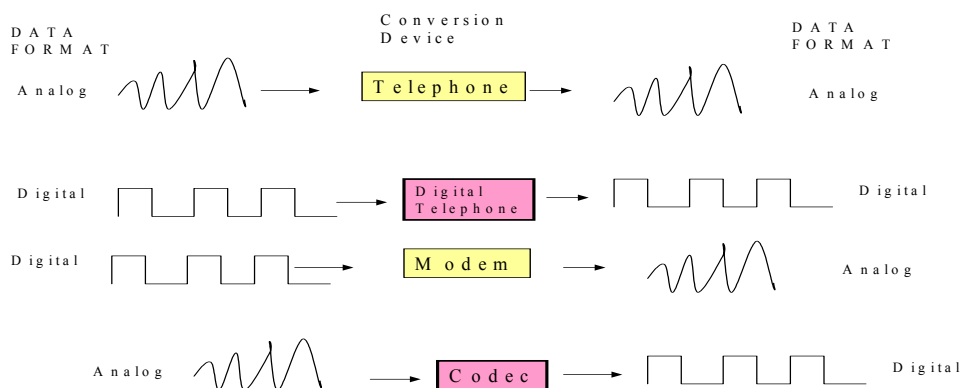 DATA
FORMAT
Conversion
Device
DATA
FORMAT
Analog
Telephone
Analog
Digital
Digital
Telephone
Digital
Digital
Modem
Analog
Analog
Codec
Digital